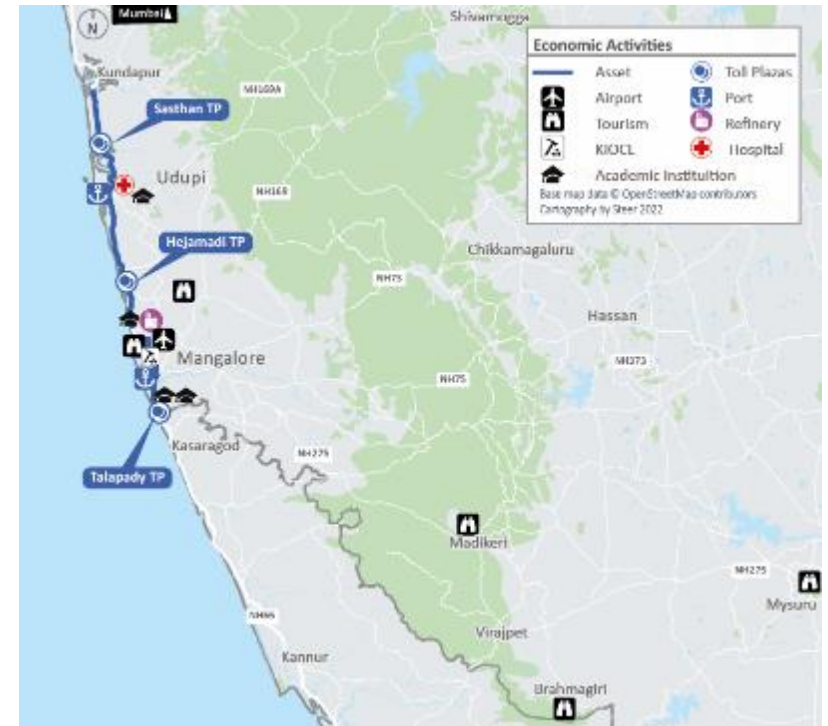 Mumbai
N
Shivamogga
Kundapur
NH169A
Sasthan TP
Udupi
NH169
Hejamadi TP
Chikkamagaluru
NH73
Hassan
Mangalore
NH373
NH75
Kasaragod
NH275
Talapady TP
Madikeri
NH275
Mysuru
NH66
Virajpet
Kannur
Brahmagiri
Economic Activities
Asset
Toll Plazas
Airport
Port
Tourism
Refinery
KIOCL
Hospital
Academic Instituition
Base map data © OpenStreetMap contributors
Cartography by Steer 2022